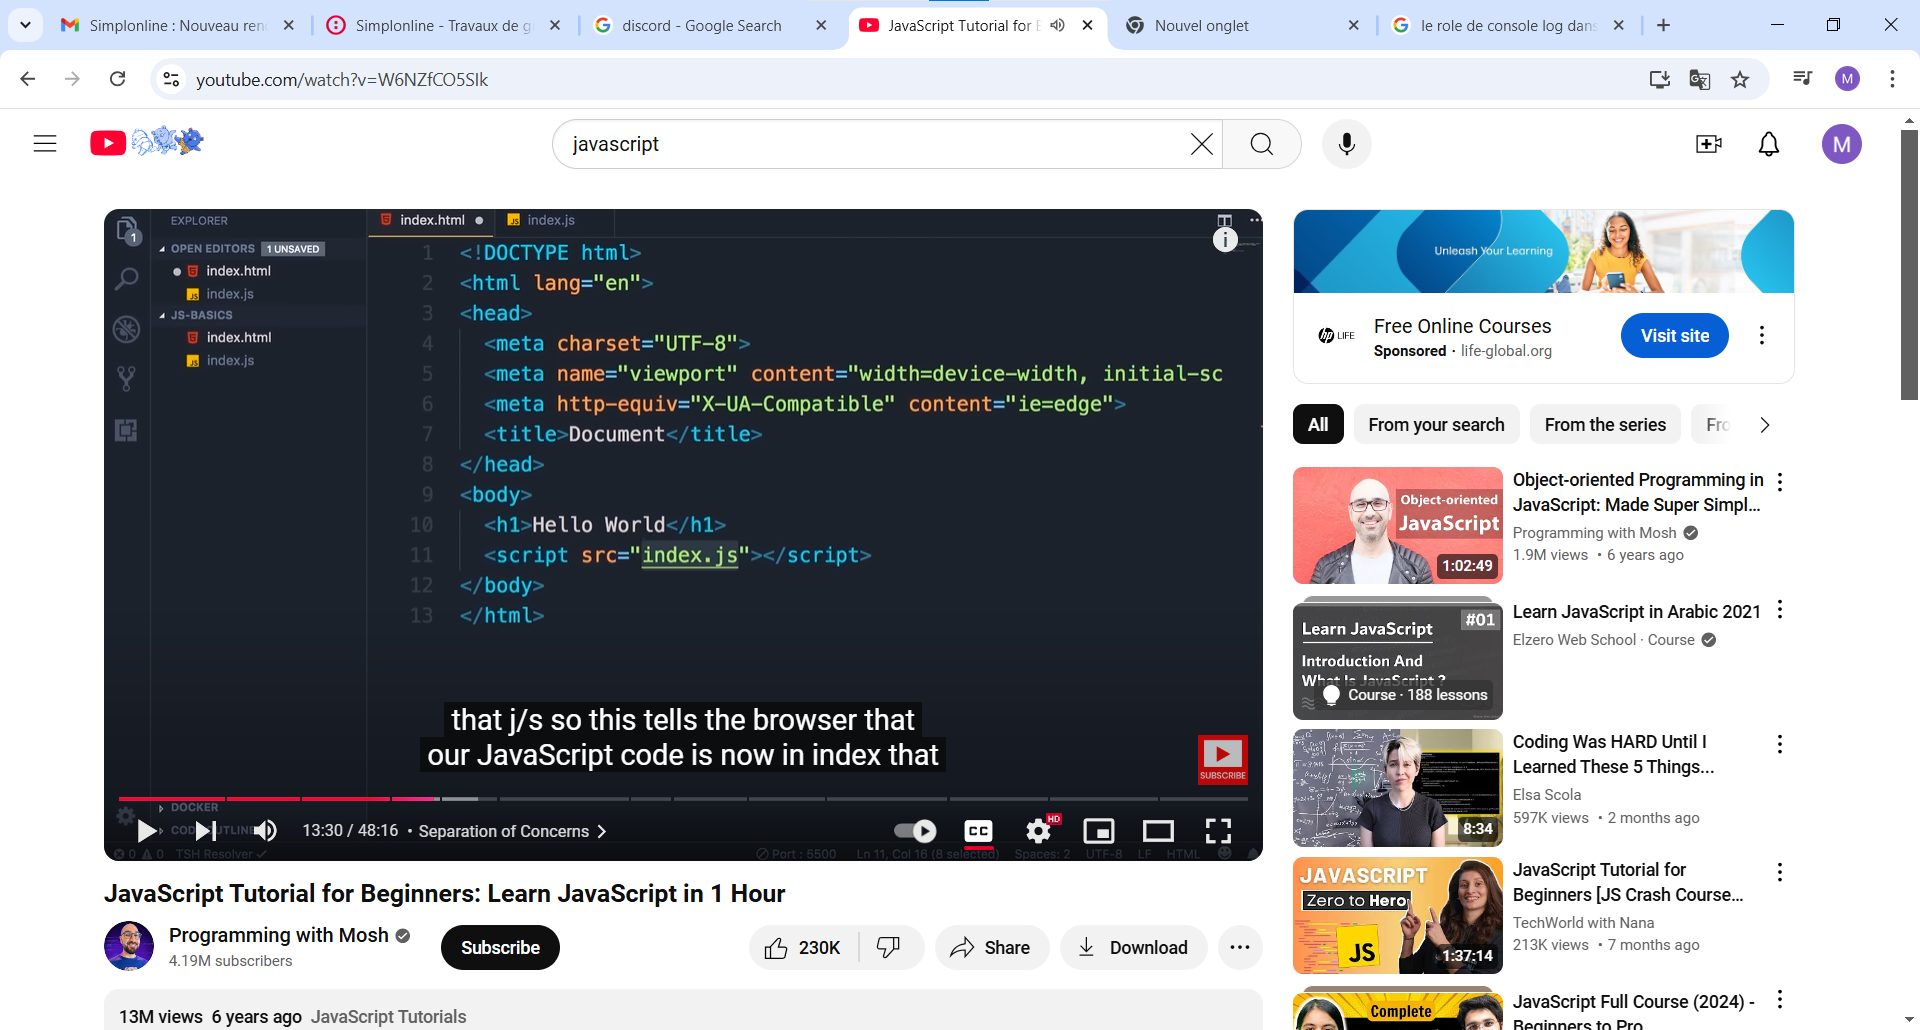 Simplonline : Nouveau ren
Simplonline - Travaux de g
discord - Google Search
JavaScript Tutorial for B
Nouvel onglet
le role de console log dans
youtube.com/watch?v=W6NZfCO5SIk
M
javascript
M
EXPLORER
OPEN EDITORS 1 UNSAVED
index.html
index.js
JS-BASICS
index.html
index.js
1
index.html
index.js
1 <!DOCTYPE html>
2 <html lang="en">
3 <head>
4 <meta charset="UTF-8">
5 <meta name="viewport" content="width=device-width, initial-sc
6 <meta http-equiv="X-UA-Compatible" content="ie=edge">
7 <title>Document</title>
8 </head>
9 <body>
10 <h1>Hello World</h1>
11 <script src="index.js"></script>
12 </body>
13 </html>
that j/s so this tells the browser that
our JavaScript code is now in index that
SUBSCRIBE
DOCKER
13:30 / 48:16 • Separation of Concerns
CC
HD
0 0 TSH Resolver
Port : 5500 Ln 11, Col 16 (8 selected) Spaces: 2 UTF-8 LF HTML
JavaScript Tutorial for Beginners: Learn JavaScript in 1 Hour
Programming with Mosh
4.19M subscribers
Subscribe
230K
Share
Download
13M views 6 years ago JavaScript Tutorials
Unleash Your Learning
hp LIFE
Free Online Courses
Sponsored · life-global.org
Visit site
All
From your search
From the series
Fro
Object-oriented
JavaScript
1:02:49
Object-oriented Programming in
JavaScript: Made Super Simpl...
Programming with Mosh
1.9M views • 6 years ago
#01
Learn JavaScript
Introduction And
What Is JavaScript ?
Course · 188 lessons
Learn JavaScript in Arabic 2021
Elzero Web School · Course
8:34
Coding Was HARD Until I
Learned These 5 Things...
Elsa Scola
597K views • 2 months ago
JAVASCRIPT
Zero to Hero
JS
1:37:14
JavaScript Tutorial for
Beginners [JS Crash Course...
TechWorld with Nana
213K views • 7 months ago
Complete
JavaScript Full Course (2024) -
Beginners to Pro